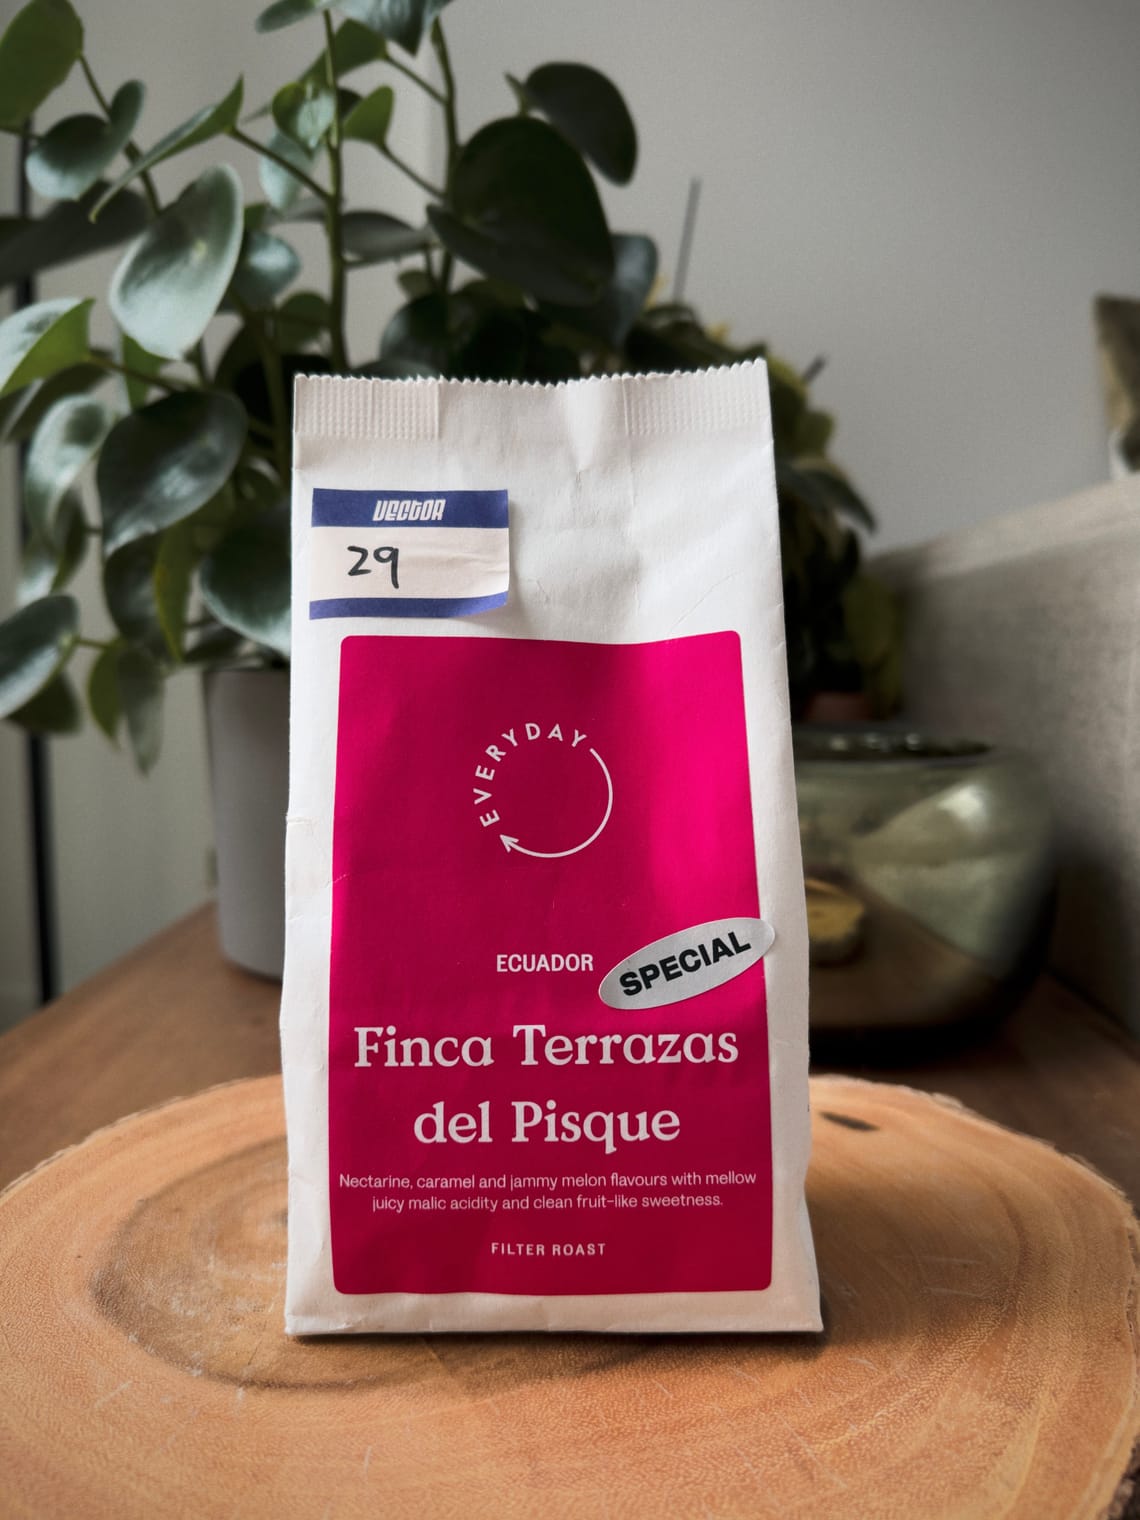 VECTOR
29
EVERYDAY
ECUADOR
SPECIAL
Finca Terrazas
del Pisque
Nectarine, caramel and jammy melon flavours with mellow
juicy malic acidity and clean fruit-like sweetness.
FILTER ROAST